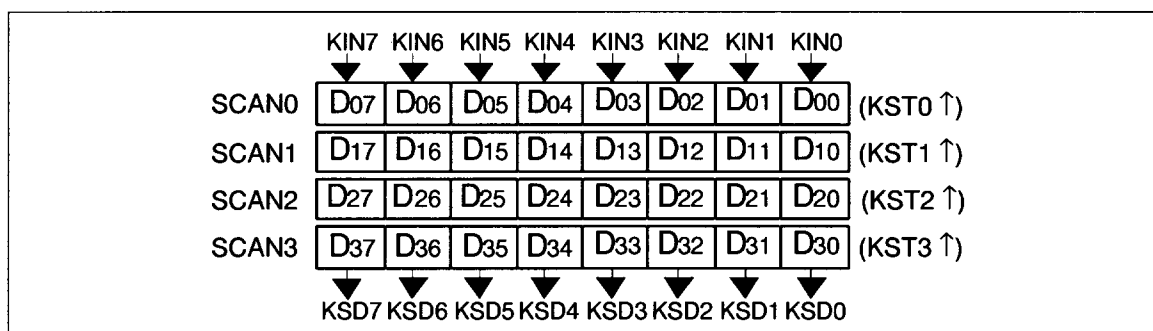 KIN7 KIN6 KIN5 KIN4 KIN3 KIN2 KIN1 KIN0
SCAN0 D07 D06 D05 D04 D03 D02 D01 D00 (KST0 ↑)
SCAN1 D17 D16 D15 D14 D13 D12 D11 D10 (KST1 ↑)
SCAN2 D27 D26 D25 D24 D23 D22 D21 D20 (KST2 ↑)
SCAN3 D37 D36 D35 D34 D33 D32 D31 D30 (KST3 ↑)
KSD7 KSD6 KSD5 KSD4 KSD3 KSD2 KSD1 KSD0